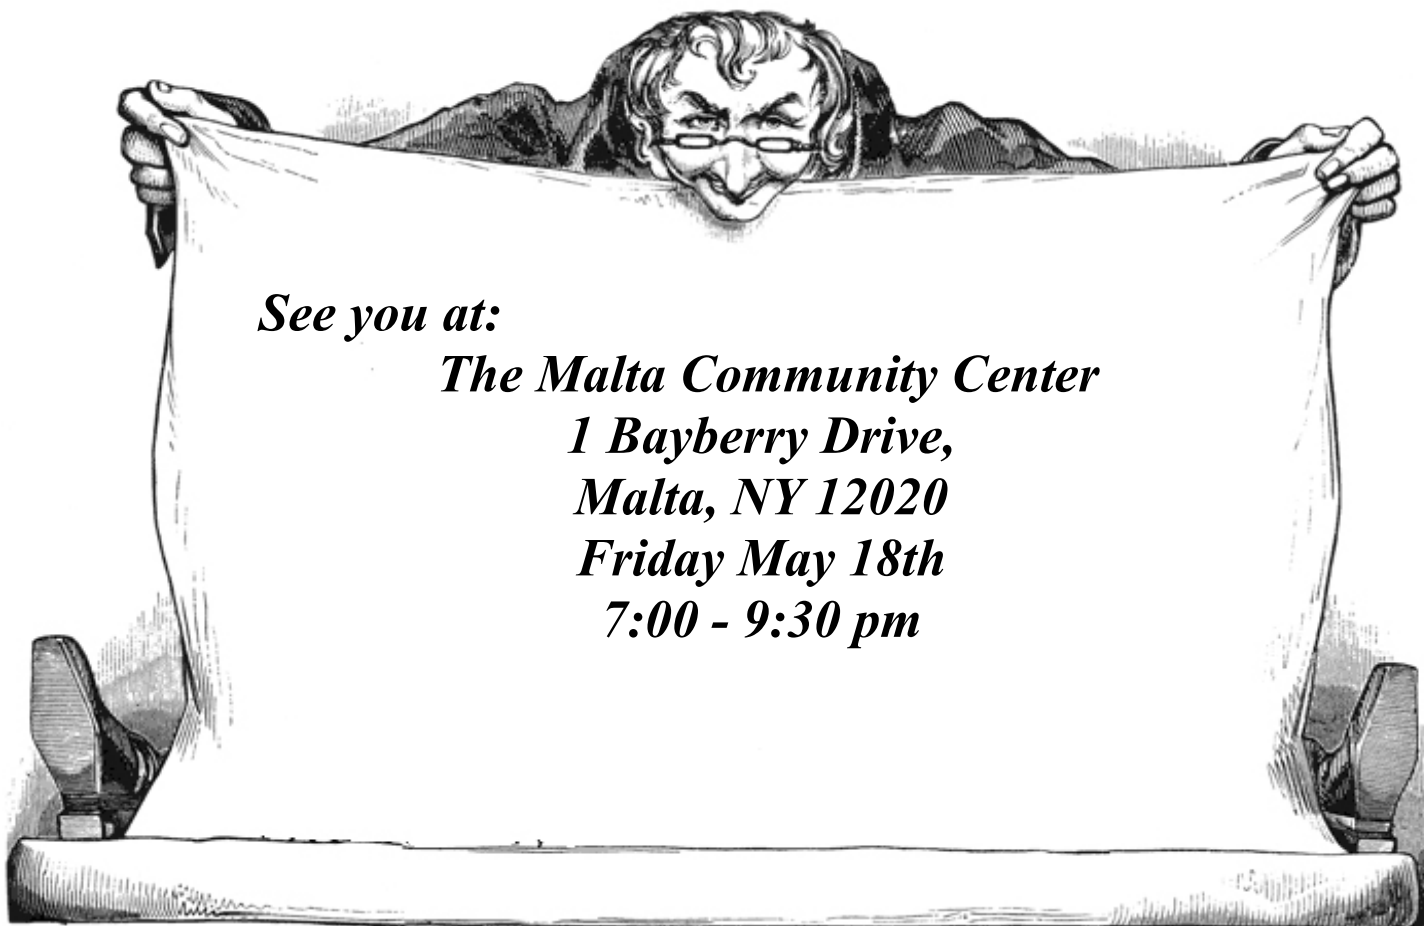 See you at:
The Malta Community Center
1 Bayberry Drive,
Malta, NY 12020
Friday May 18th
7:00 - 9:30 pm